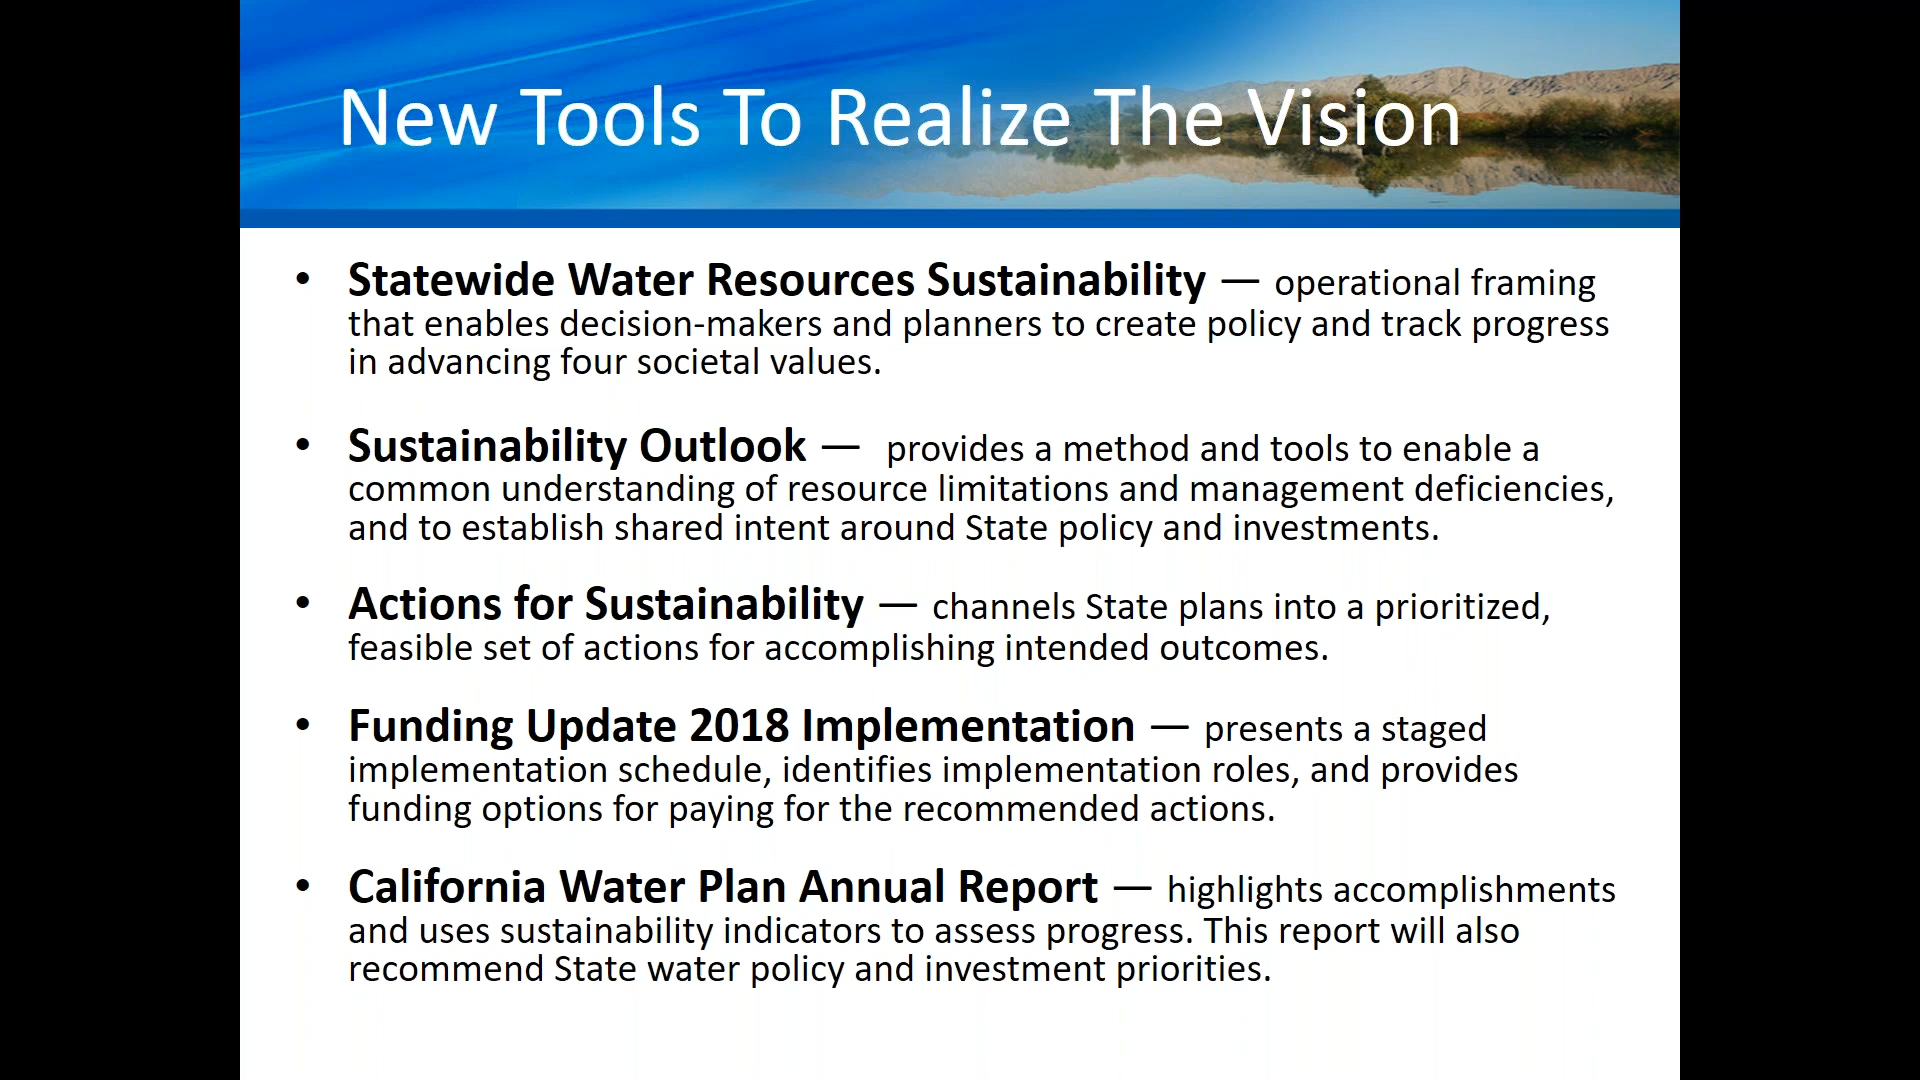 New Tools To Realize The Vision
• Statewide Water Resources Sustainability — operational framing
that enables decision-makers and planners to create policy and track progress
in advancing four societal values.
• Sustainability Outlook — provides a method and tools to enable a
common understanding of resource limitations and management deficiencies,
and to establish shared intent around State policy and investments.
• Actions for Sustainability — channels State plans into a prioritized,
feasible set of actions for accomplishing intended outcomes.
• Funding Update 2018 Implementation — presents a staged
implementation schedule, identifies implementation roles, and provides
funding options for paying for the recommended actions.
• California Water Plan Annual Report — highlights accomplishments
and uses sustainability indicators to assess progress. This report will also
recommend State water policy and investment priorities.